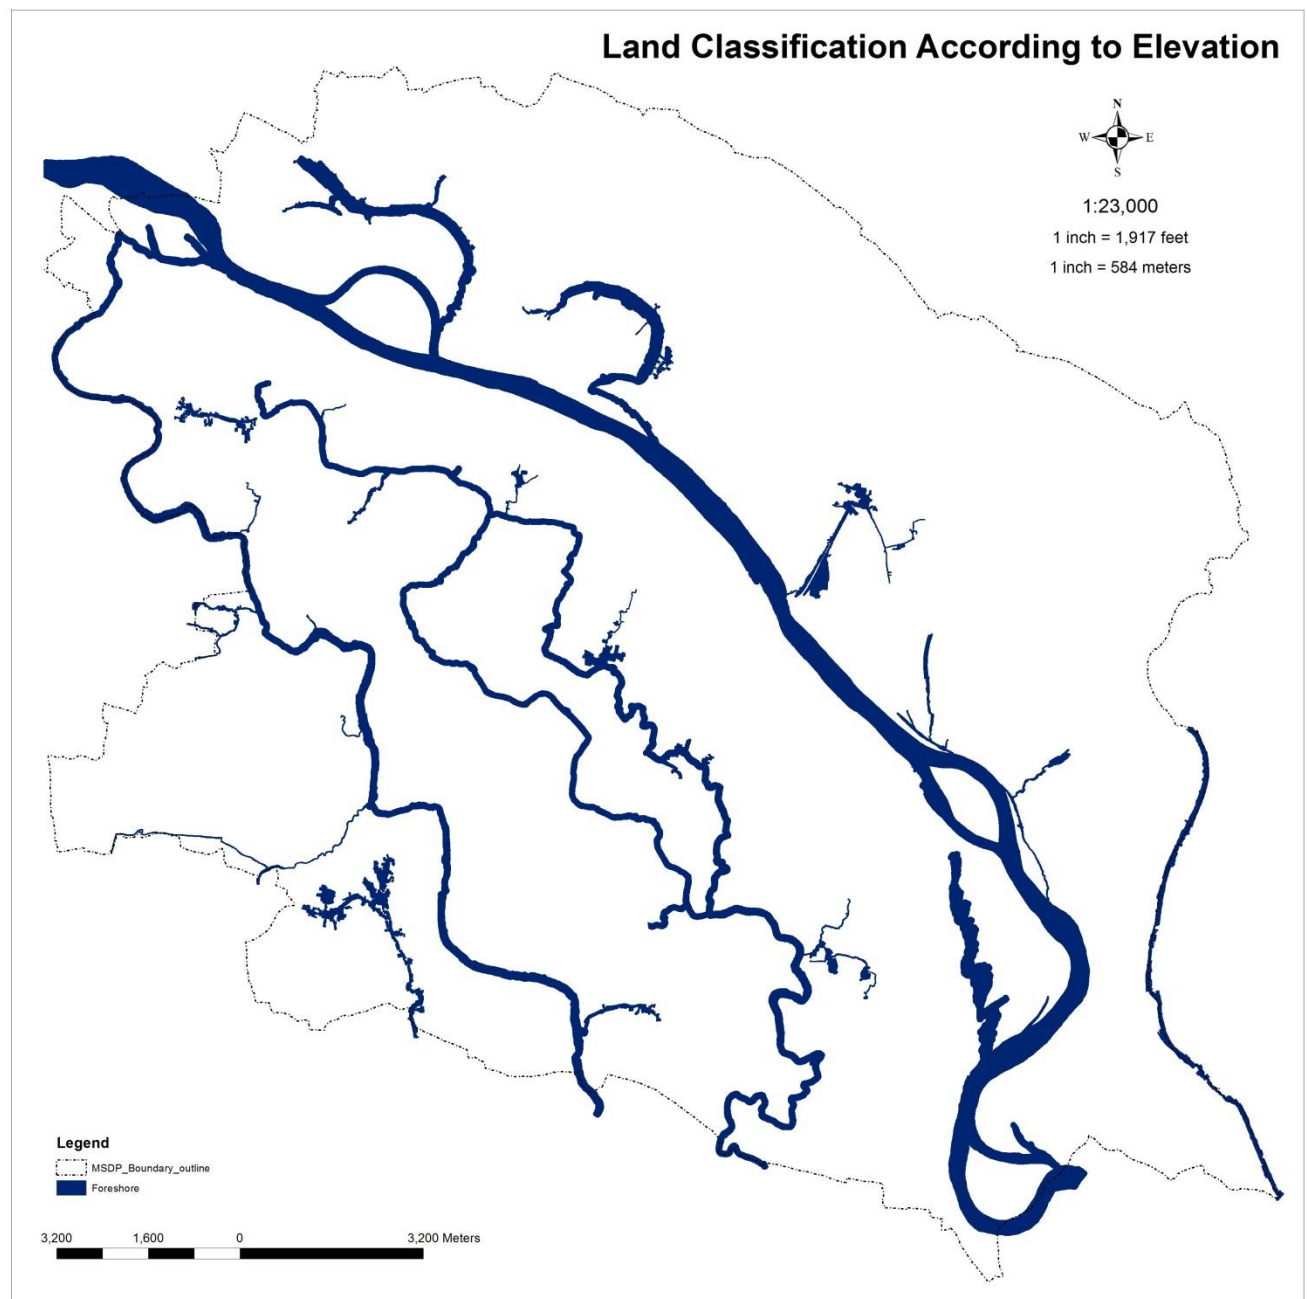 Land Classification According to Elevation
N
W E
S
1:23,000
1 inch = 1,917 feet
1 inch = 584 meters
Legend
MSDP_Boundary_outline
Foreshore
3,200 1,600 0 3,200 Meters